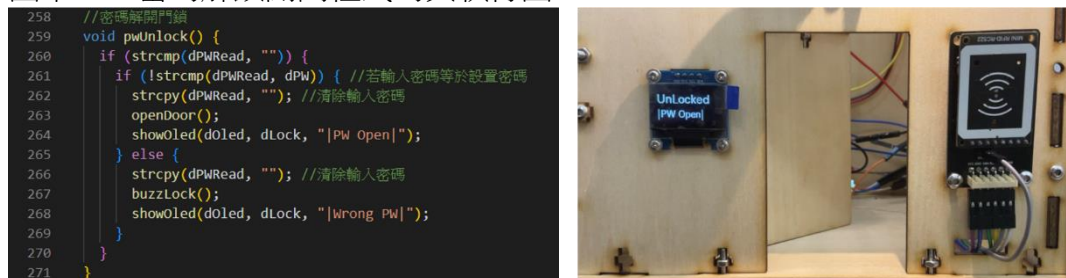 258 //密碼解開門鎖
259 void pwUnlock() {
260 if (strcmp(dPWRead, "")) {
261 if (!strcmp(dPWRead, dPW)) { //若輸入密碼等於設置密碼
262 strcpy(dPWRead, ""); //清除輸入密碼
263 openDoor();
264 showOled(dOled, dLock, "|PW Open|");
265 } else {
266 strcpy(dPWRead, ""); //清除輸入密碼
267 buzzLock();
268 showOled(dOled, dLock, "|Wrong PW|");
269 }
270 }
271 }
UnLocked
|PW Open|
MINI RFID-RC522